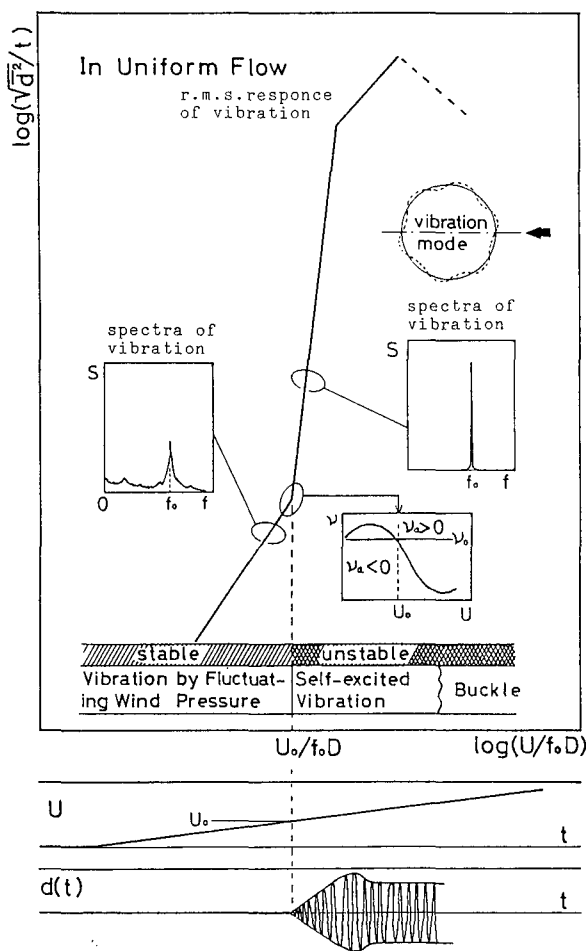 log(√d̅²/t)
In Uniform Flow
r.m.s.responce
of vibration
vibration
mode
spectra of
vibration
S
f₀ f
spectra of
vibration
S
0 f₀ f
ν νₐ>0 ν₀
νₐ<0
U₀ U
stable unstable
Vibration by Fluctuat-
ing Wind Pressure
Self-excited
Vibration
Buckle
U₀/f₀D log(U/f₀D)
U U₀ t
d(t) t